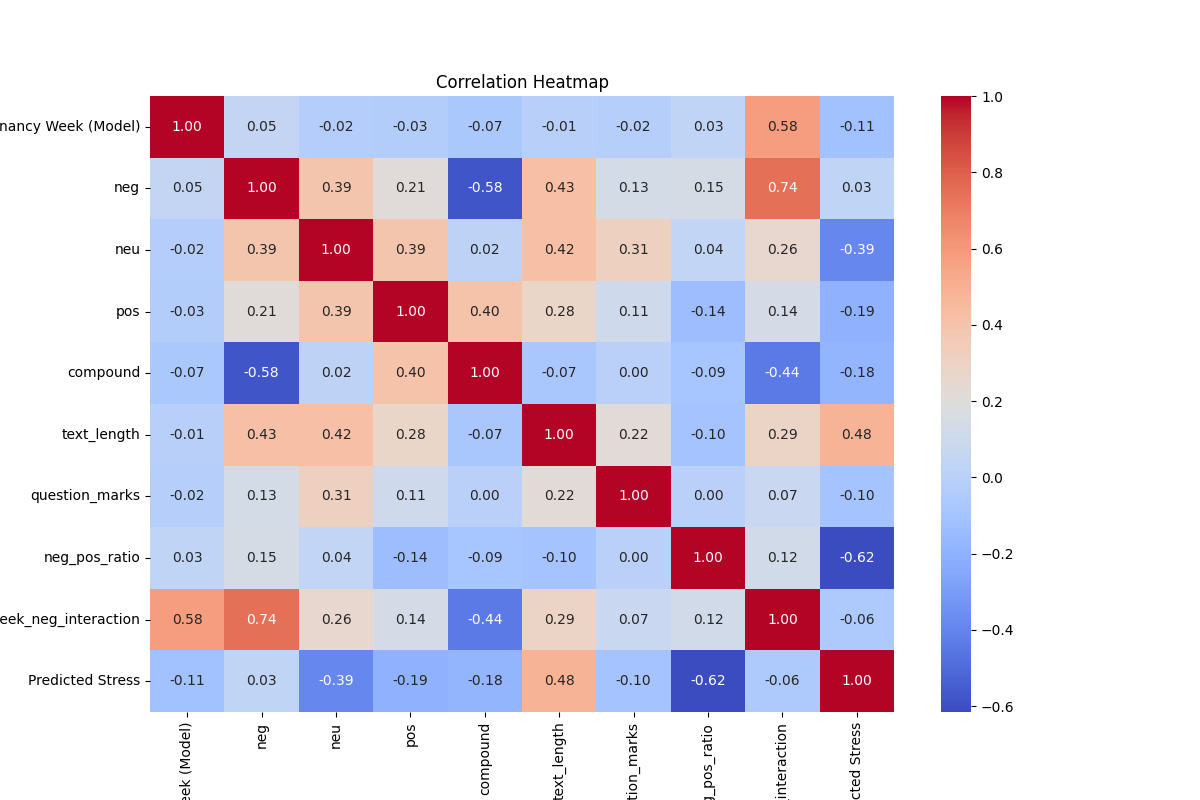 Correlation Heatmap
nancy Week (Model) 1.00 0.05 -0.02 -0.03 -0.07 -0.01 -0.02 0.03 0.58 -0.11
neg 0.05 1.00 0.39 0.21 -0.58 0.43 0.13 0.15 0.74 0.03
neu -0.02 0.39 1.00 0.39 0.02 0.42 0.31 0.04 0.26 -0.39
pos -0.03 0.21 0.39 1.00 0.40 0.28 0.11 -0.14 0.14 -0.19
compound -0.07 -0.58 0.02 0.40 1.00 -0.07 0.00 -0.09 -0.44 -0.18
text_length -0.01 0.43 0.42 0.28 -0.07 1.00 0.22 -0.10 0.29 0.48
question_marks -0.02 0.13 0.31 0.11 0.00 0.22 1.00 0.00 0.07 -0.10
neg_pos_ratio 0.03 0.15 0.04 -0.14 -0.09 -0.10 0.00 1.00 0.12 -0.62
eek_neg_interaction 0.58 0.74 0.26 0.14 -0.44 0.29 0.07 0.12 1.00 -0.06
Predicted Stress -0.11 0.03 -0.39 -0.19 -0.18 0.48 -0.10 -0.62 -0.06 1.00
eek (Model)
neg
neu
pos
compound
text_length
tion_marks
g_pos_ratio
_interaction
cted Stress
1.0
0.8
0.6
0.4
0.2
0.0
−0.2
−0.4
−0.6